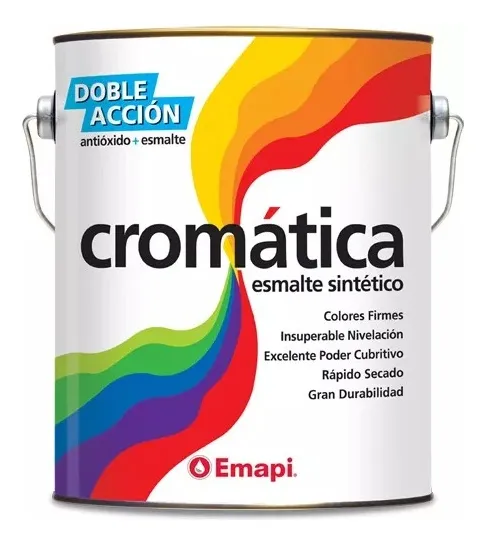 DOBLE
ACCIÓN
antióxido+esmalte
cromática
esmalte sintético
Colores Firmes
Insuperable Nivelación
Excelente Poder Cubritivo
Rápido Secado
Gran Durabilidad
Emapi®